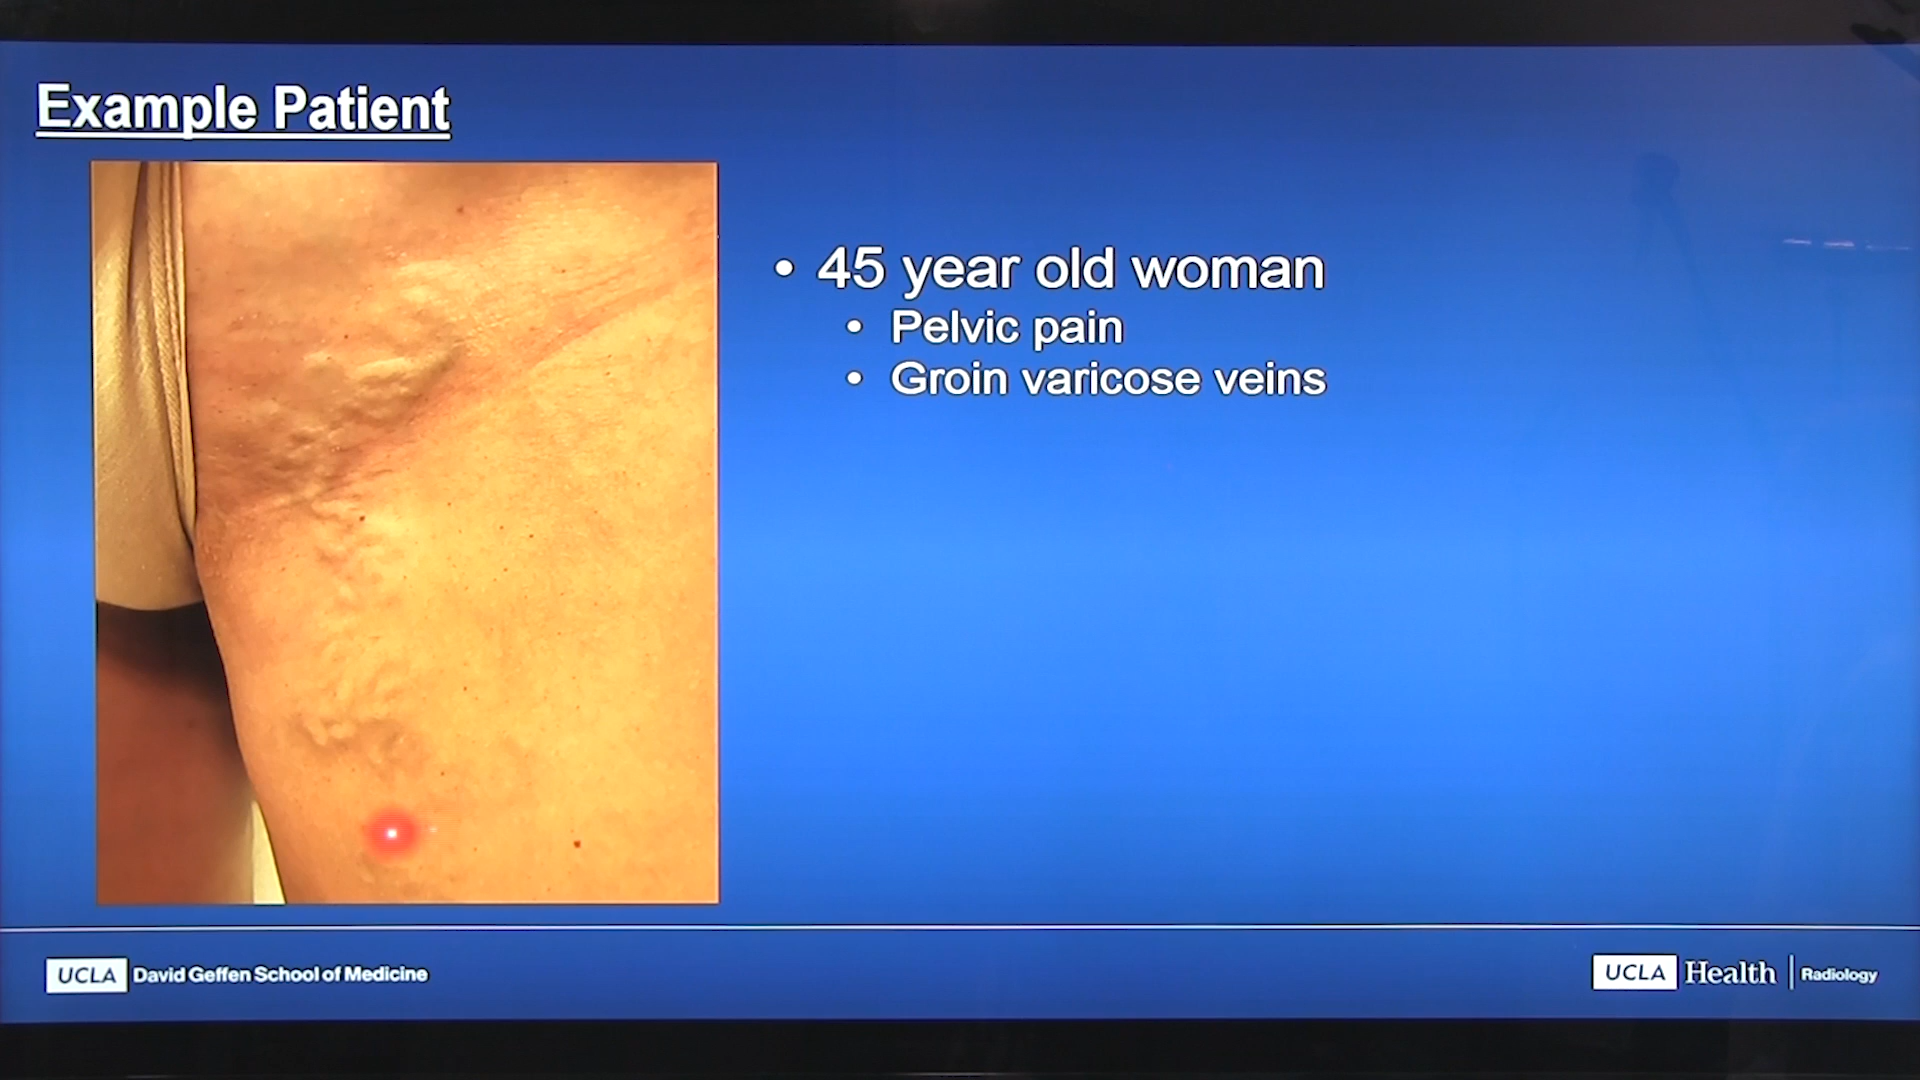 Example Patient
• 45 year old woman
• Pelvic pain
• Groin varicose veins
UCLA David Geffen School of Medicine
UCLA Health | Radiology